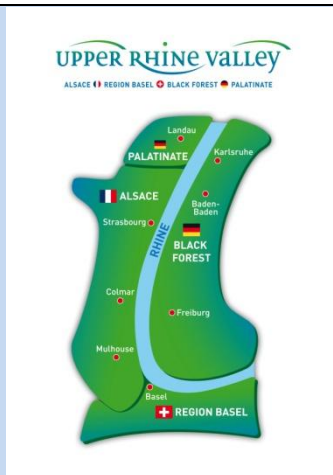 UPPER RHINE VALLEY
ALSACE REGION BASEL BLACK FOREST PALATINATE
Landau
PALATINATE
Karlsruhe
ALSACE
Baden-
Baden
Strasbourg
RHINE
BLACK
FOREST
Colmar
Freiburg
Mulhouse
Basel
REGION BASEL